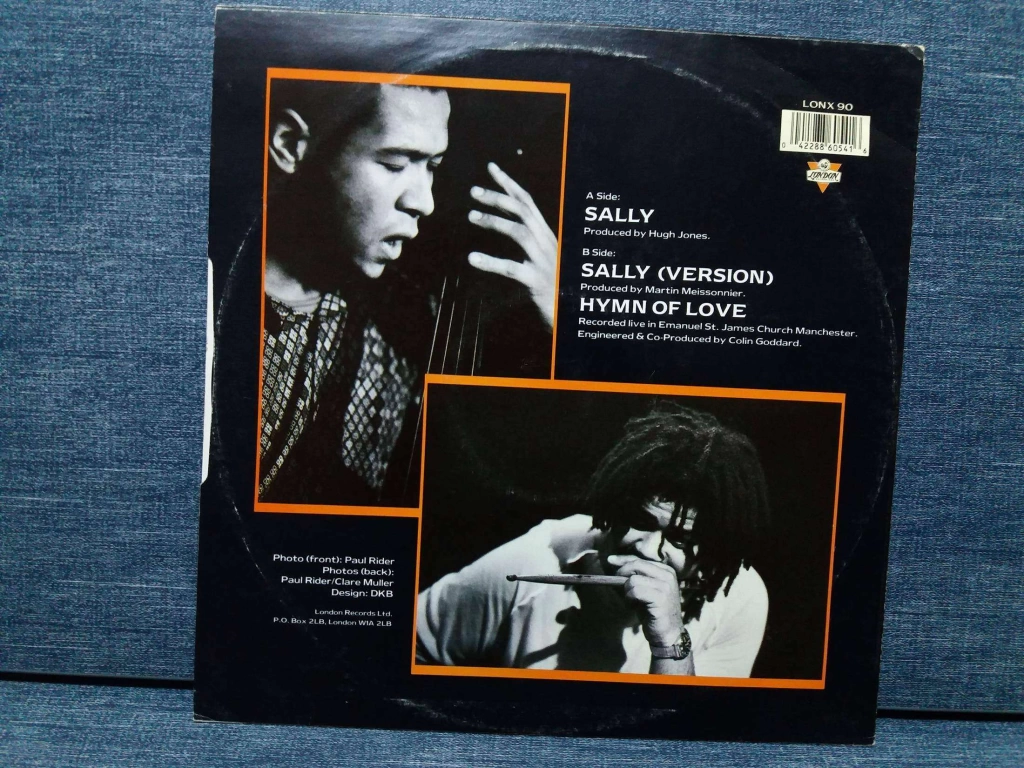 LONX 90
0 42288 60541 6
LONDON
A Side:
SALLY
Produced by Hugh Jones.
B Side:
SALLY (VERSION)
Produced by Martin Meissonnier.
HYMN OF LOVE
Recorded live in Emanuel St. James Church Manchester.
Engineered & Co-Produced by Colin Goddard.
Photo (front): Paul Rider
Photos (back):
Paul Rider/Clare Muller
Design: DKB
London Records Ltd.
P.O. Box 2LB, London W1A 2LB